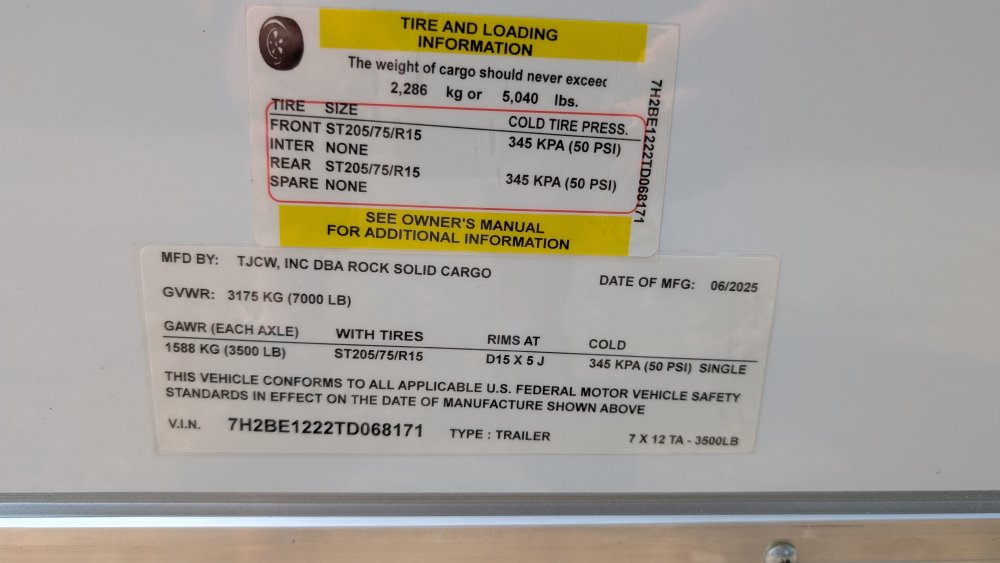 TIRE AND LOADING
INFORMATION
The weight of cargo should never exceed
2,286 kg or 5,040 lbs.
TIRE SIZE COLD TIRE PRESS.
FRONT ST205/75/R15 345 KPA (50 PSI)
INTER NONE
REAR ST205/75/R15 345 KPA (50 PSI)
SPARE NONE
SEE OWNER'S MANUAL
FOR ADDITIONAL INFORMATION
7H2BE1222TD068171
MFD BY: TJCW, INC DBA ROCK SOLID CARGO DATE OF MFG: 06/2025
GVWR: 3175 KG (7000 LB)
GAWR (EACH AXLE) WITH TIRES RIMS AT COLD
1588 KG (3500 LB) ST205/75/R15 D15 X 5 J 345 KPA (50 PSI) SINGLE
THIS VEHICLE CONFORMS TO ALL APPLICABLE U.S. FEDERAL MOTOR VEHICLE SAFETY
STANDARDS IN EFFECT ON THE DATE OF MANUFACTURE SHOWN ABOVE
V.I.N. 7H2BE1222TD068171 TYPE : TRAILER 7 X 12 TA - 3500LB